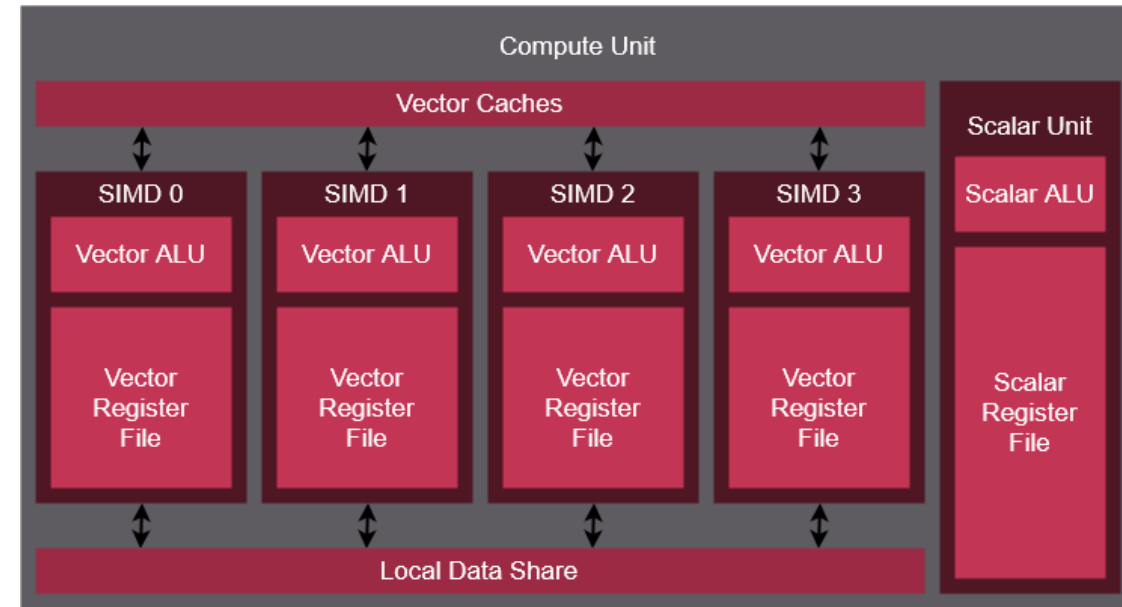 Compute Unit
Vector Caches
Scalar Unit
SIMD 0
SIMD 1
SIMD 2
SIMD 3
Scalar ALU
Vector ALU
Vector ALU
Vector ALU
Vector ALU
Vector
Register
File
Vector
Register
File
Vector
Register
File
Vector
Register
File
Scalar
Register
File
Local Data Share